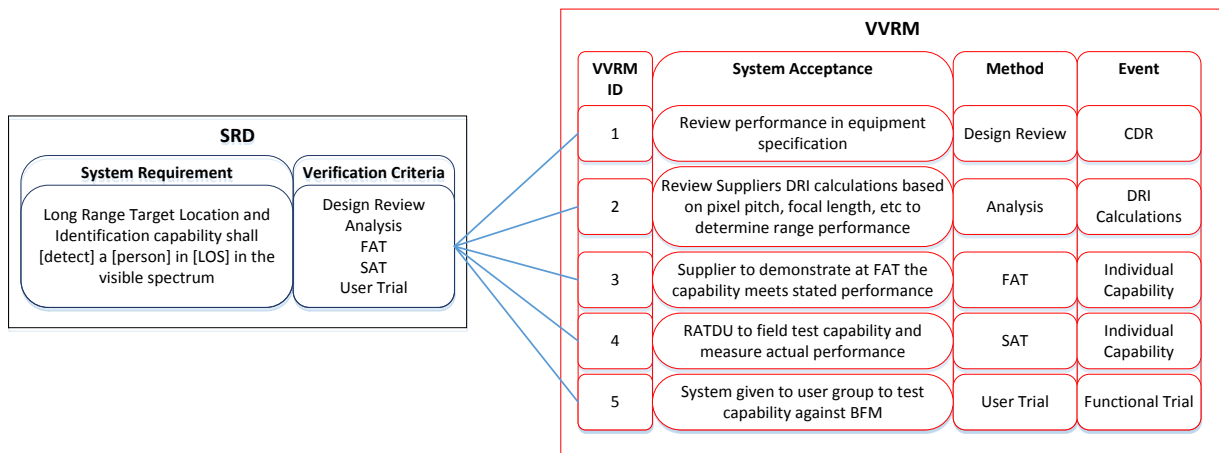 SRD
System Requirement
Verification Criteria
Long Range Target Location and
Identification capability shall
[detect] a [person] in [LOS] in the
visible spectrum
Design Review
Analysis
FAT
SAT
User Trial
VVRM
VVRM
ID
System Acceptance
Method
Event
1
Review performance in equipment
specification
Design Review
CDR
2
Review Suppliers DRI calculations based
on pixel pitch, focal length, etc to
determine range performance
Analysis
DRI
Calculations
3
Supplier to demonstrate at FAT the
capability meets stated performance
FAT
Individual
Capability
4
RATDU to field test capability and
measure actual performance
SAT
Individual
Capability
5
System given to user group to test
capability against BFM
User Trial
Functional Trial